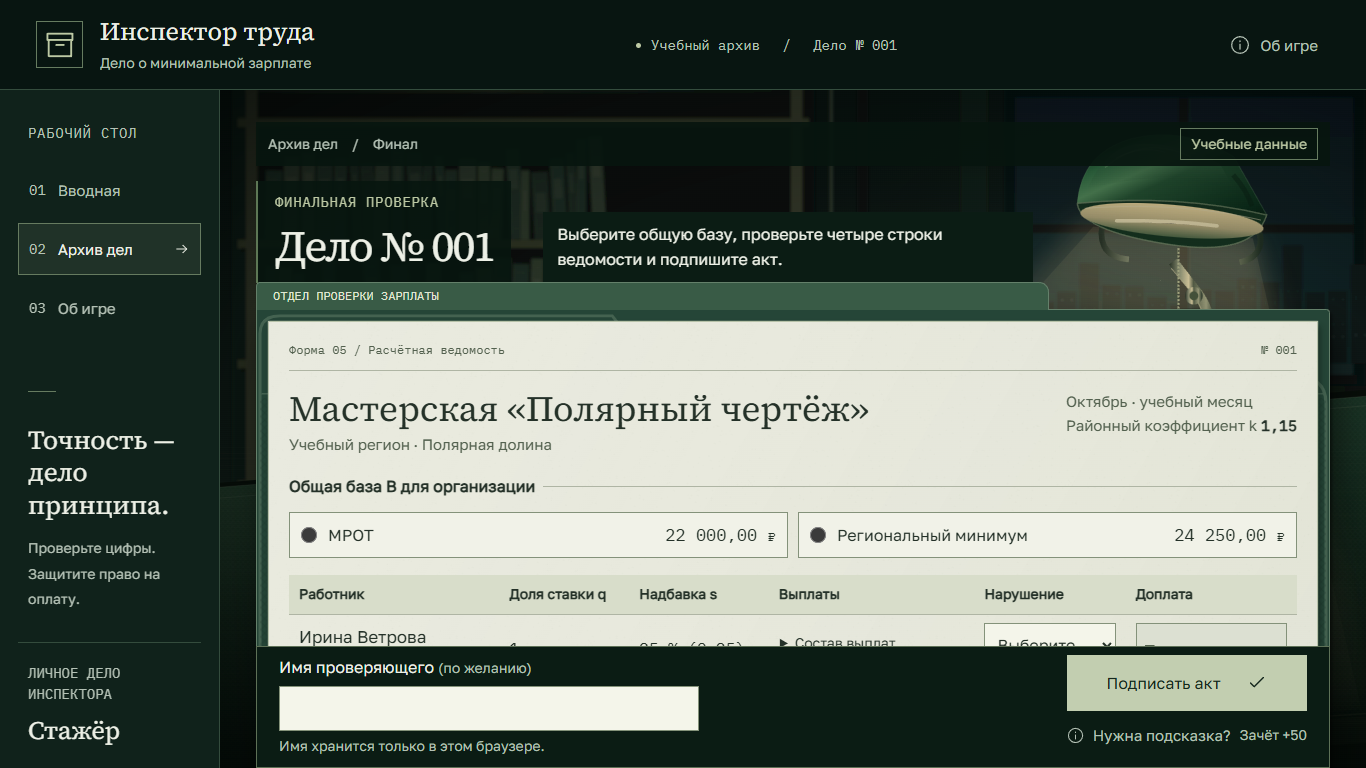 Инспектор труда
Дело о минимальной зарплате
Учебный архив / Дело № 001
Об игре
РАБОЧИЙ СТОЛ
01 Вводная
02 Архив дел
03 Об игре
Точность —
дело
принципа.
Проверьте цифры.
Защитите право на
оплату.
ЛИЧНОЕ ДЕЛО
ИНСПЕКТОРА
Стажёр
Архив дел / Финал
Учебные данные
ФИНАЛЬНАЯ ПРОВЕРКА
Дело № 001
Выберите общую базу, проверьте четыре строки
ведомости и подпишите акт.
ОТДЕЛ ПРОВЕРКИ ЗАРПЛАТЫ
Форма 05 / Расчётная ведомость
№ 001
Мастерская «Полярный чертёж»
Учебный регион · Полярная долина
Октябрь · учебный месяц
Районный коэффициент k 1,15
Общая база B для организации
МРОТ 22 000,00 ₽
Региональный минимум 24 250,00 ₽
Работник Доля ставки q Надбавка s Выплаты Нарушение Доплата
Ирина Ветрова
Состав выплат
Выберите
Имя проверяющего (по желанию)
Имя хранится только в этом браузере.
Подписать акт
Нужна подсказка? Зачёт +50